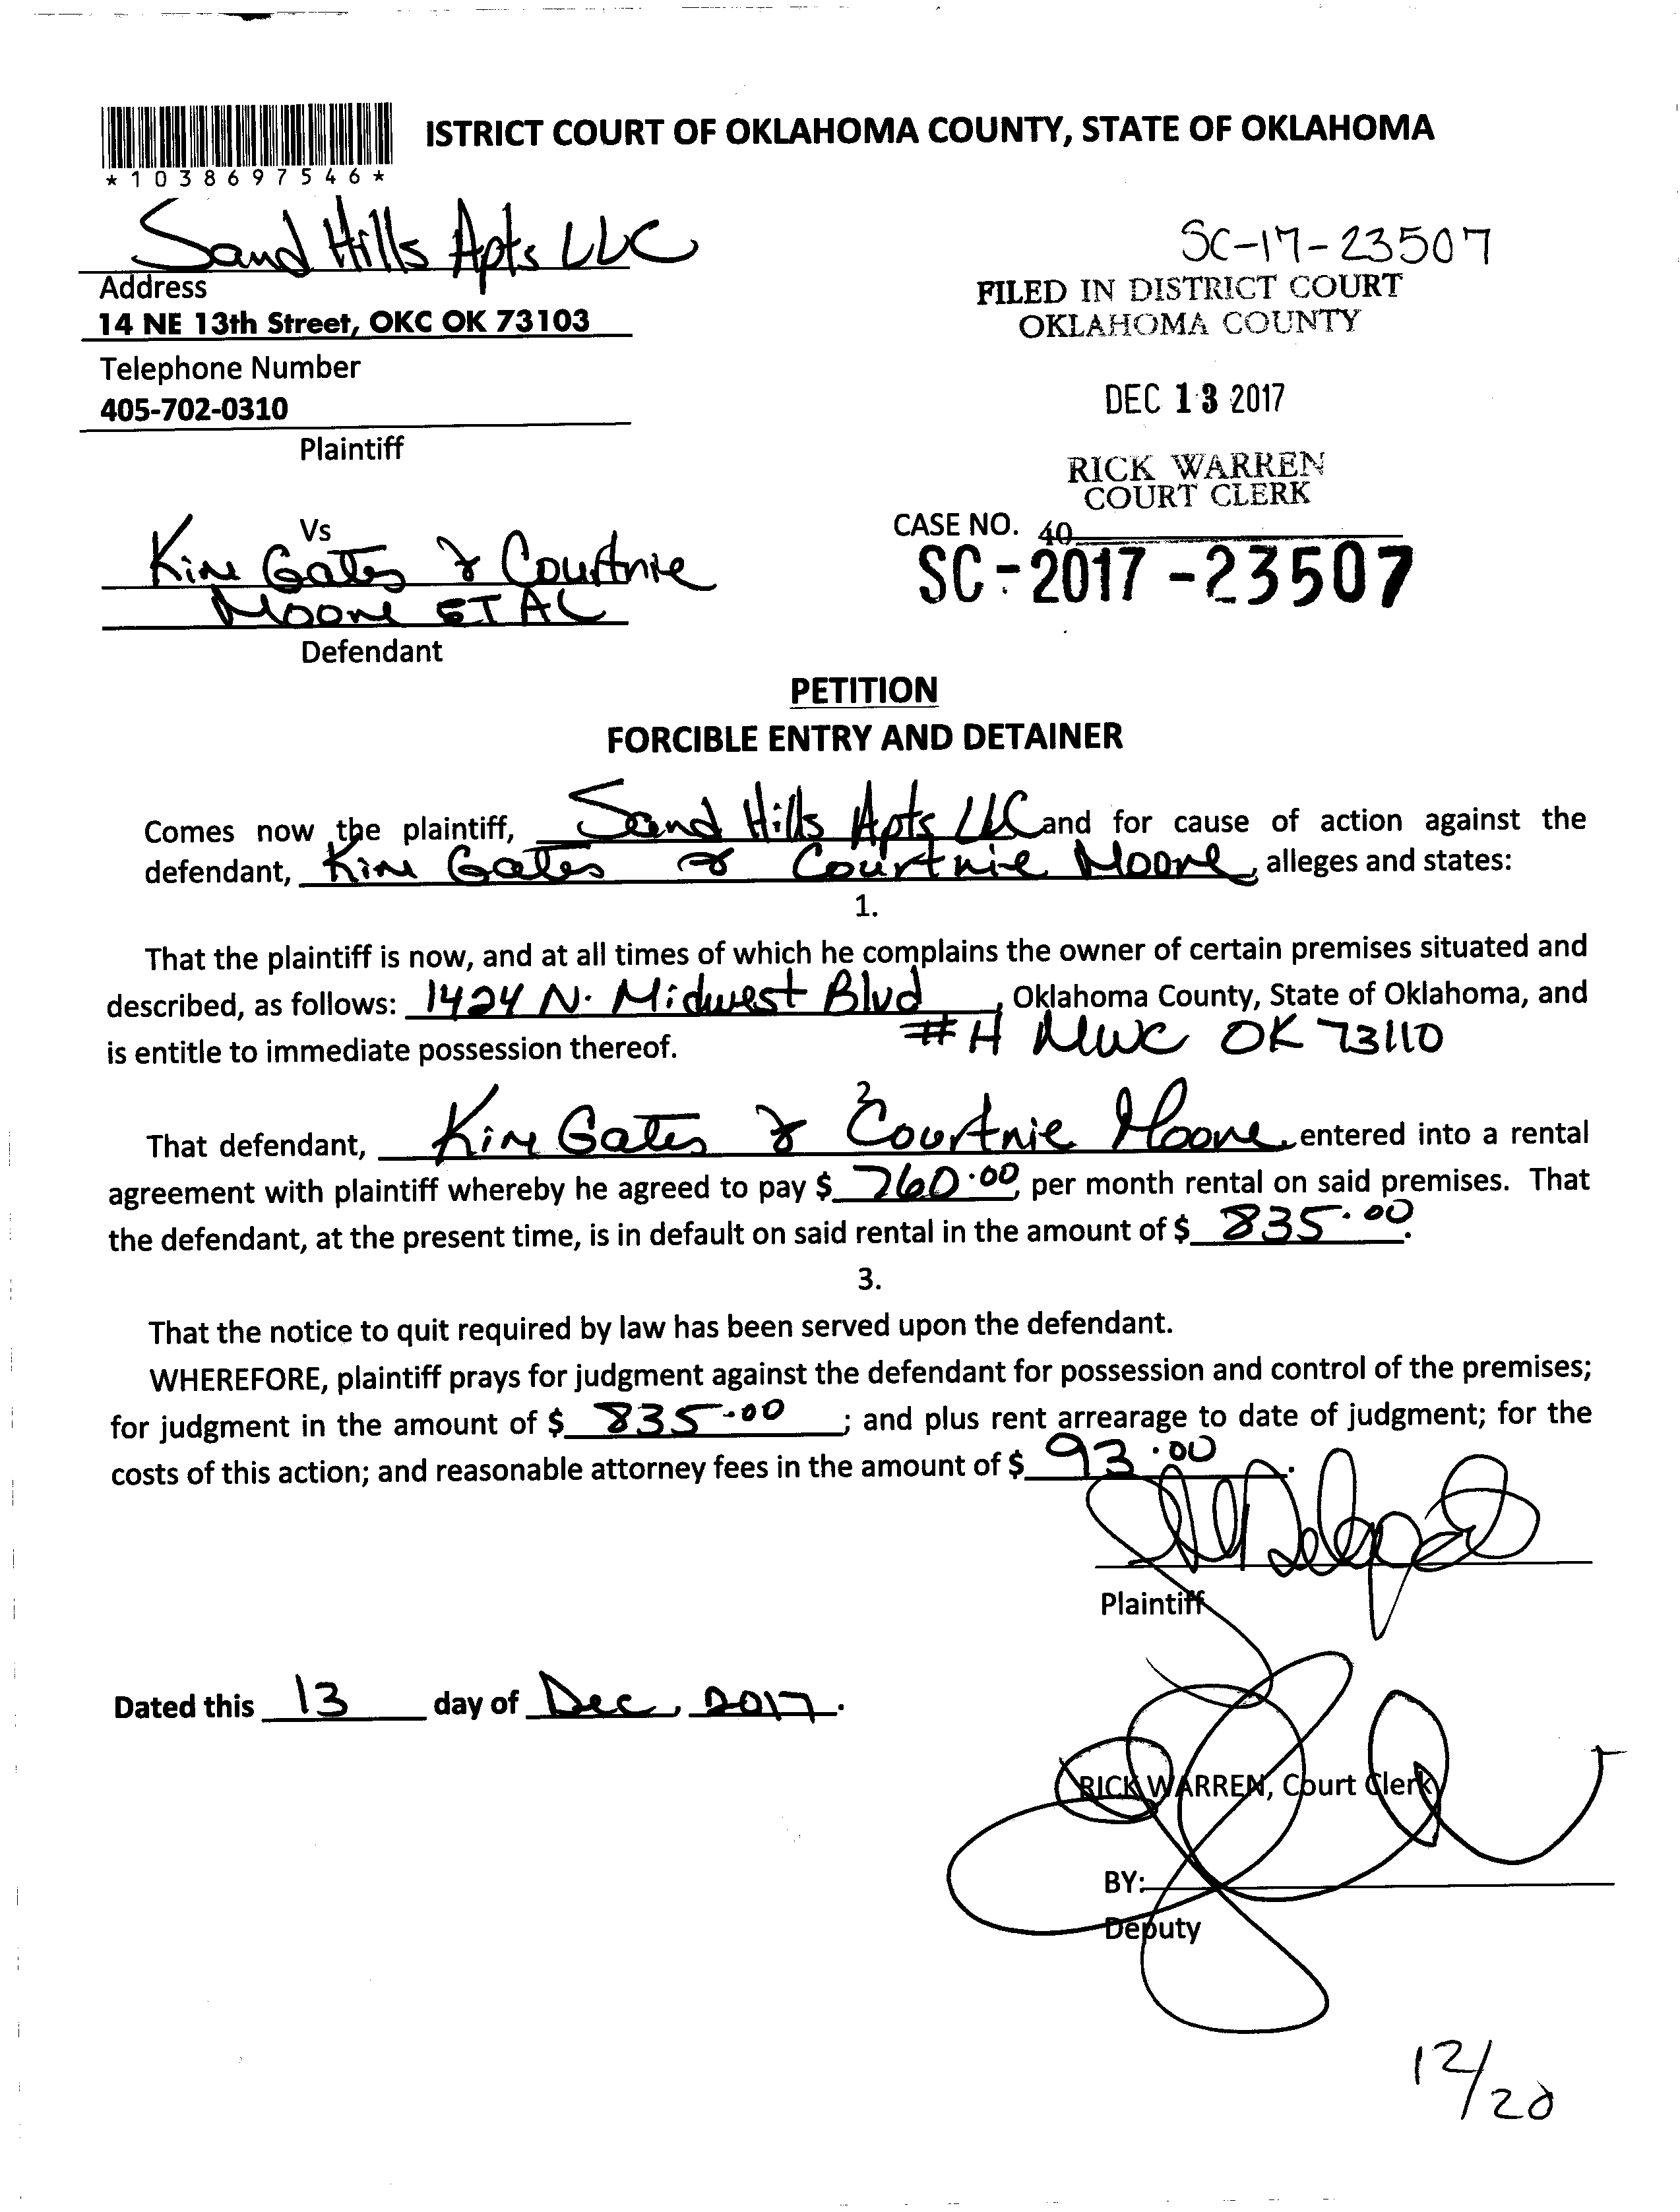 ISTRICT COURT OF OKLAHOMA COUNTY, STATE OF OKLAHOMA
*1038697546*
Sand Hills Apts LLC
SC-17-23507
Address
FILED IN DISTRICT COURT
14 NE 13th Street, OKC OK 73103
OKLAHOMA COUNTY
Telephone Number
405-702-0310
DEC 13 2017
Plaintiff
RICK WARREN
COURT CLERK
Vs
CASE NO. 40
Kim Gates & Courtnie
SC-2017-23507
Moore ET AL
Defendant
PETITION
FORCIBLE ENTRY AND DETAINER
Comes now the plaintiff, Sand Hills Apts LLC and for cause of action against the
defendant, Kim Gates & Courtnie Moore, alleges and states:
1.
That the plaintiff is now, and at all times of which he complains the owner of certain premises situated and
described, as follows: 1424 N. Midwest Blvd, Oklahoma County, State of Oklahoma, and
#H MWC OK 73110
is entitle to immediate possession thereof.
2
That defendant, Kim Gates & Courtnie Moore entered into a rental
agreement with plaintiff whereby he agreed to pay $ 760.00, per month rental on said premises. That
the defendant, at the present time, is in default on said rental in the amount of $ 835.00.
3.
That the notice to quit required by law has been served upon the defendant.
WHEREFORE, plaintiff prays for judgment against the defendant for possession and control of the premises;
for judgment in the amount of $ 835.00; and plus rent arrearage to date of judgment; for the
costs of this action; and reasonable attorney fees in the amount of $ 93.00.
Plaintiff
Dated this 13 day of Dec, 2017.
RICK WARREN, Court Clerk
BY:
Deputy
12/20